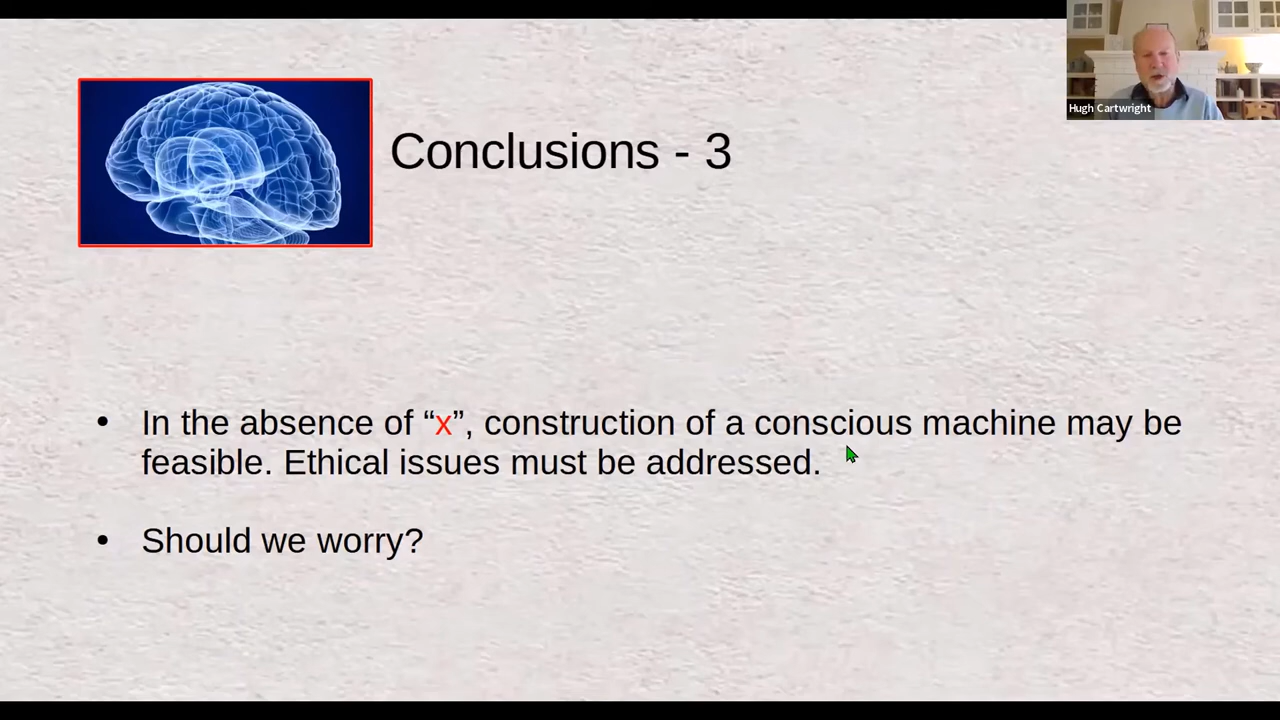 Hugh Cartwright
Conclusions - 3
• In the absence of “x”, construction of a conscious machine may be
feasible. Ethical issues must be addressed.
• Should we worry?